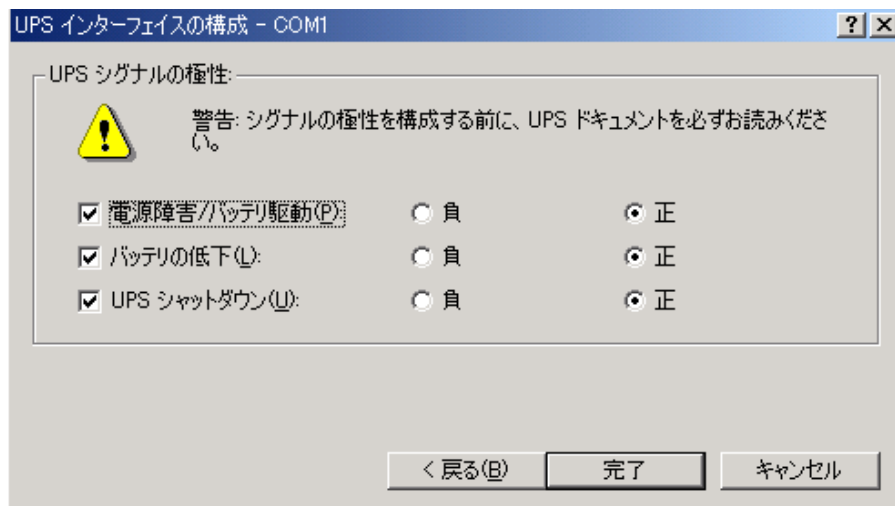 UPS インターフェイスの構成 - COM1
UPS シグナルの極性:
警告: シグナルの極性を構成する前に、UPS ドキュメントを必ずお読みくださ
い。
電源障害/バッテリ駆動(P): 負 正
バッテリの低下(L): 負 正
UPS シャットダウン(U): 負 正
< 戻る(B) 完了 キャンセル